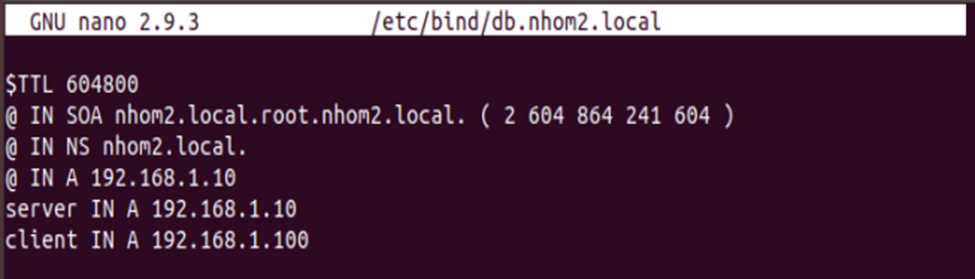 GNU nano 2.9.3 /etc/bind/db.nhom2.local
$TTL 604800
@ IN SOA nhom2.local.root.nhom2.local. ( 2 604 864 241 604 )
@ IN NS nhom2.local.
@ IN A 192.168.1.10
server IN A 192.168.1.10
client IN A 192.168.1.100